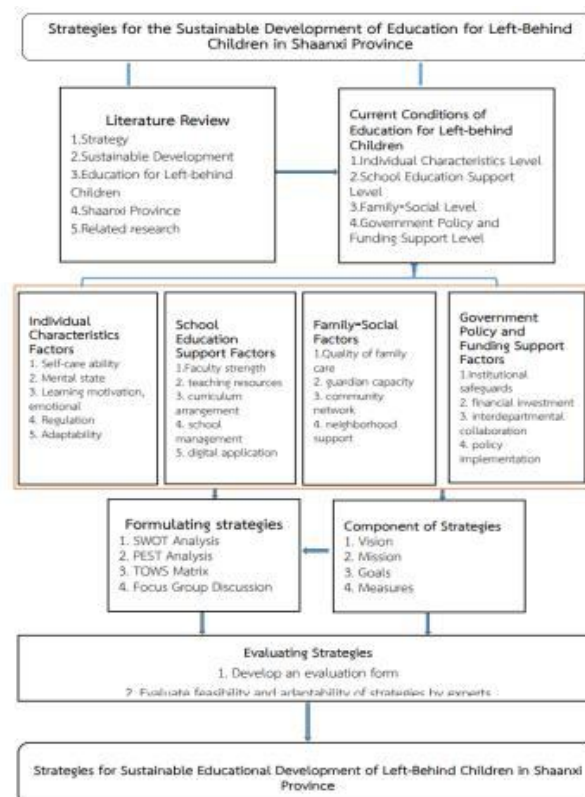 Strategies for the Sustainable Development of Education for Left-Behind
Children in Shaanxi Province
Literature Review
1.Strategy
2.Sustainable Development
3.Education for Left-behind
Children
4.Shaanxi Province
5.Related research
Current Conditions of
Education for Left-behind
Children
1.Individual Characteristics Level
2.School Education Support
Level
3.Family-Social Level
4.Government Policy and
Funding Support Level
Individual
Characteristics
Factors
1. Self-care ability
2. Mental state
3. Learning motivation,
emotional
4. Regulation
5. Adaptability
School
Education
Support Factors
1.Faculty strength
2. teaching resources
3. curriculum
arrangement
4. school
management
5. digital application
Family-Social
Factors
1.Quality of family
care
2. guardian capacity
3. community
network
4. neighborhood
support
Government
Policy and
Funding Support
Factors
1.Institutional
safeguards
2. financial investment
3. interdepartmental
collaboration
4. policy
implementation
Formulating strategies
1. SWOT Analysis
2. PEST Analysis
3. TOWS Matrix
4. Focus Group Discussion
Component of Strategies
1. Vision
2. Mission
3. Goals
4. Measures
Evaluating Strategies
1. Develop an evaluation form
2. Evaluate feasibility and adaptability of strategies by experts
Strategies for Sustainable Educational Development of Left-Behind Children in Shaanxi
Province